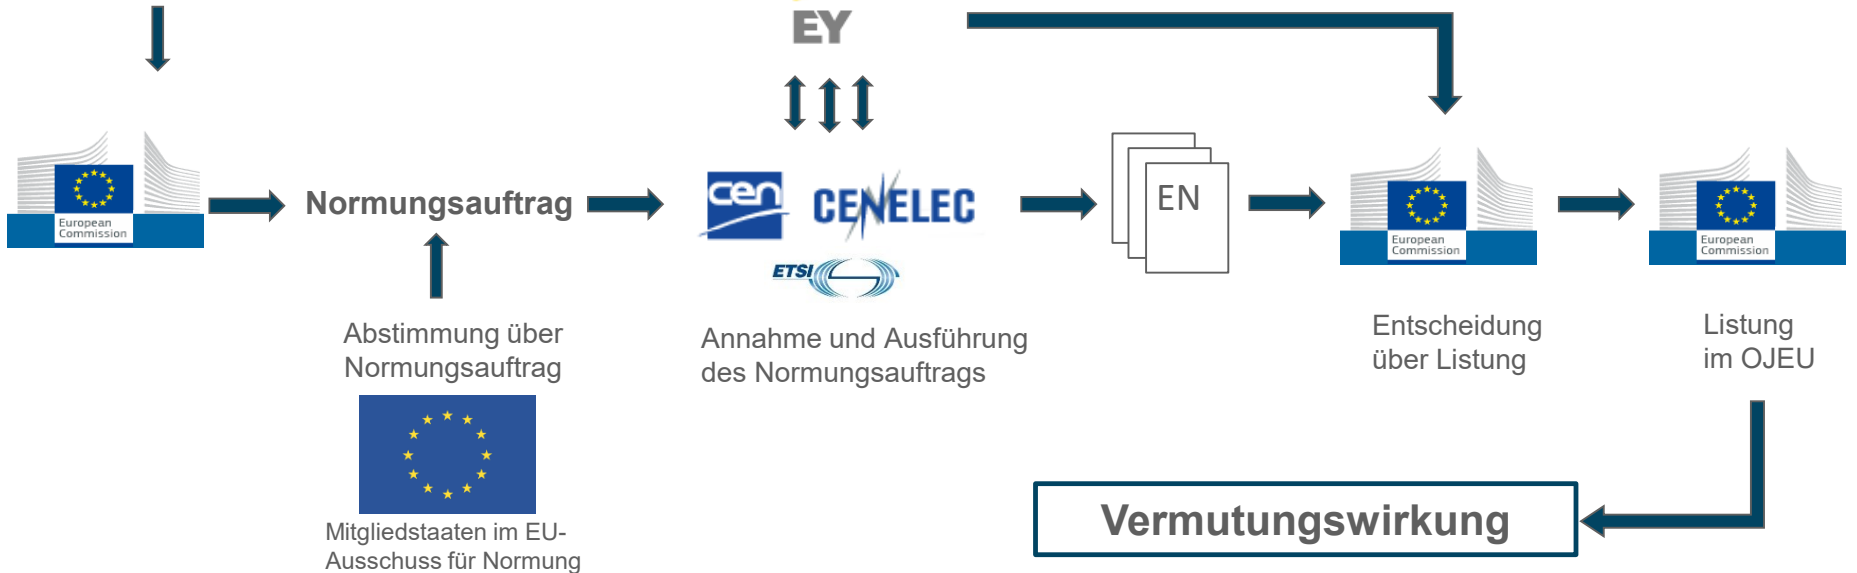 EY
European
Commission
Normungsauftrag
cen
CENELEC
ETSI
EN
European
Commission
European
Commission
Abstimmung über
Normungsauftrag
Annahme und Ausführung
des Normungsauftrags
Entscheidung
über Listung
Listung
im OJEU
Mitgliedstaaten im EU-
Ausschuss für Normung
Vermutungswirkung